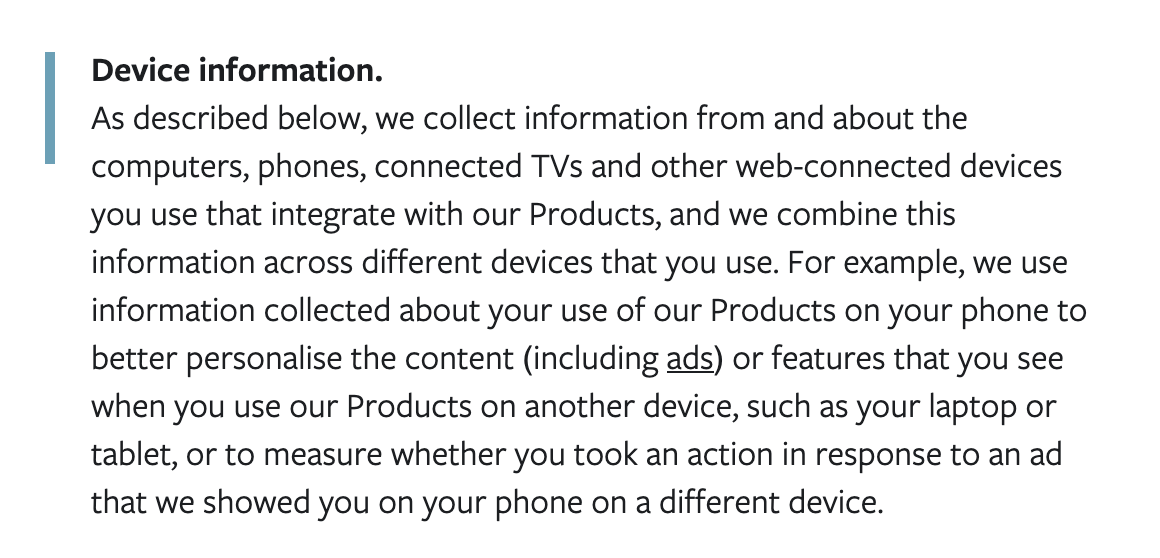 Device information.
As described below, we collect information from and about the
computers, phones, connected TVs and other web-connected devices
you use that integrate with our Products, and we combine this
information across different devices that you use. For example, we use
information collected about your use of our Products on your phone to
better personalise the content (including ads) or features that you see
when you use our Products on another device, such as your laptop or
tablet, or to measure whether you took an action in response to an ad
that we showed you on your phone on a different device.